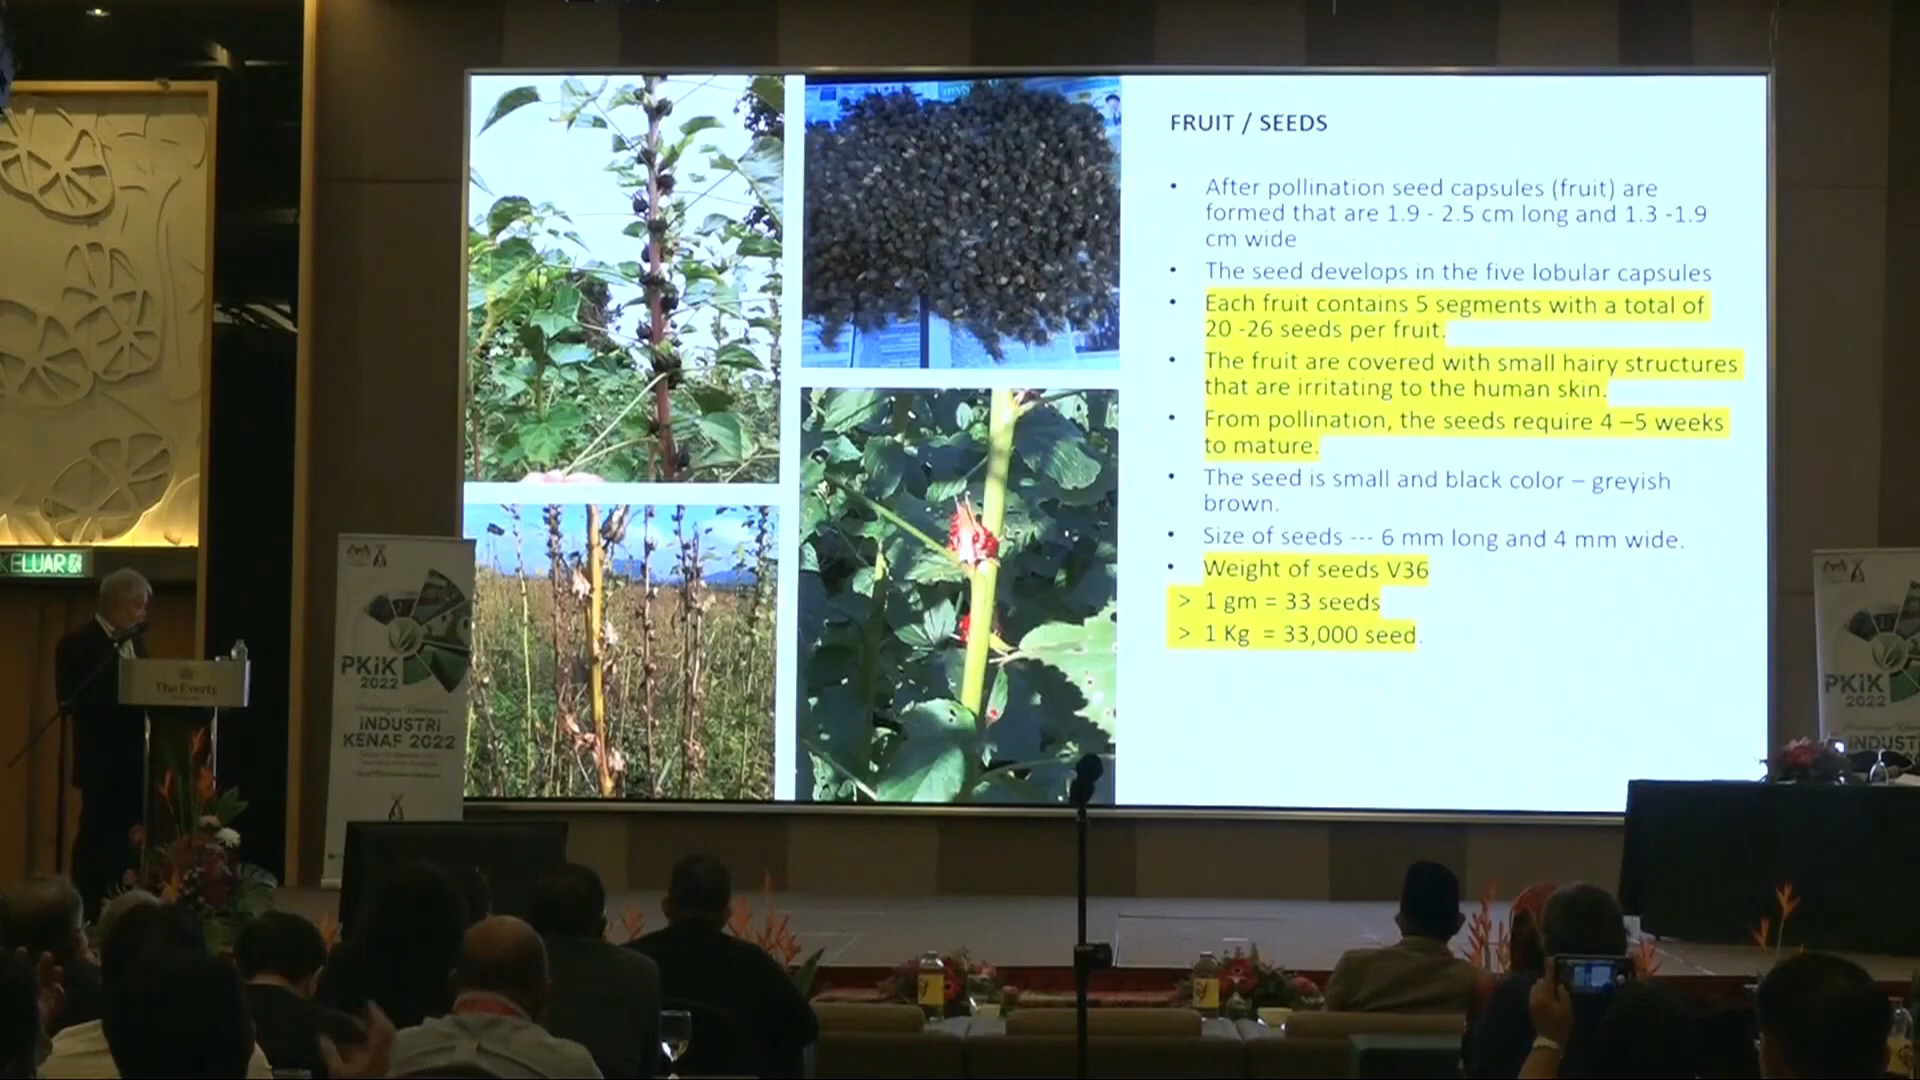 FRUIT / SEEDS
• After pollination seed capsules (fruit) are
formed that are 1.9 - 2.5 cm long and 1.3 -1.9
cm wide
• The seed develops in the five lobular capsules
• Each fruit contains 5 segments with a total of
20 -26 seeds per fruit.
• The fruit are covered with small hairy structures
that are irritating to the human skin.
• From pollination, the seeds require 4 –5 weeks
to mature.
• The seed is small and black color – greyish
brown.
• Size of seeds --- 6 mm long and 4 mm wide.
• Weight of seeds V36
> 1 gm = 33 seeds
> 1 Kg = 33,000 seed.
KELUAR
The Everly
PKiK
2022
iNDUSTRi
KENAF 2022
PKiK
2022